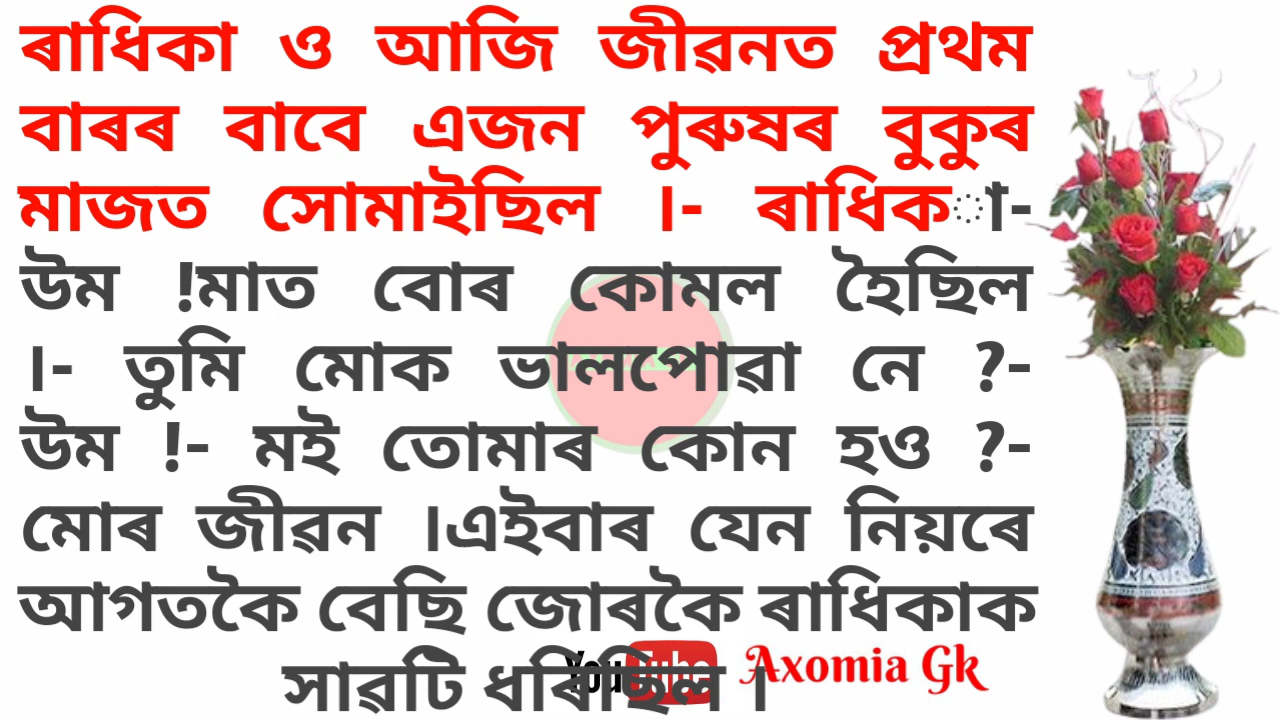 ৰাধিকা ও আজি জীৱনত প্ৰথম
বাৰৰ বাবে এজন পুৰুষৰ বুকুৰ
মাজত সোমাইছিল ।- ৰাধিকা-
উম !মাত বোৰ কোমল হৈছিল
।- তুমি মোক ভালপোৱা নে ?-
উম !- মই তোমাৰ কোন হও ?-
মোৰ জীৱন ।এইবাৰ যেন নিয়ৰে
আগতকৈ বেছি জোৰকৈ ৰাধিকাক
সাৱটি ধৰিছিল ।
YouTube Axomia Gk